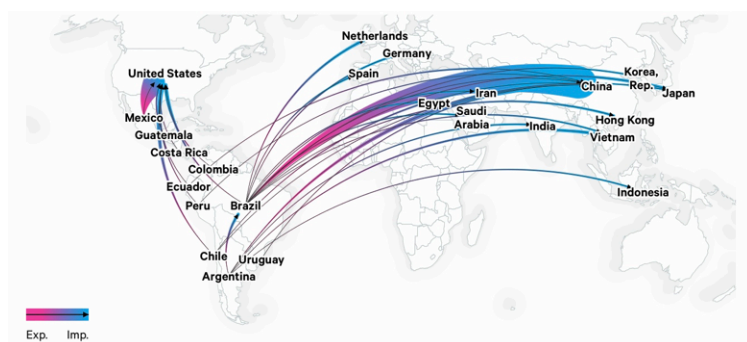 Netherlands
Germany
Spain
United States
Korea,
Rep.
China
Japan
Iran
Egypt
Saudi
Arabia
Mexico
Hong Kong
India
Guatemala
Vietnam
Costa Rica
Colombia
Ecuador
Indonesia
Peru
Brazil
Chile
Uruguay
Argentina
Exp. Imp.